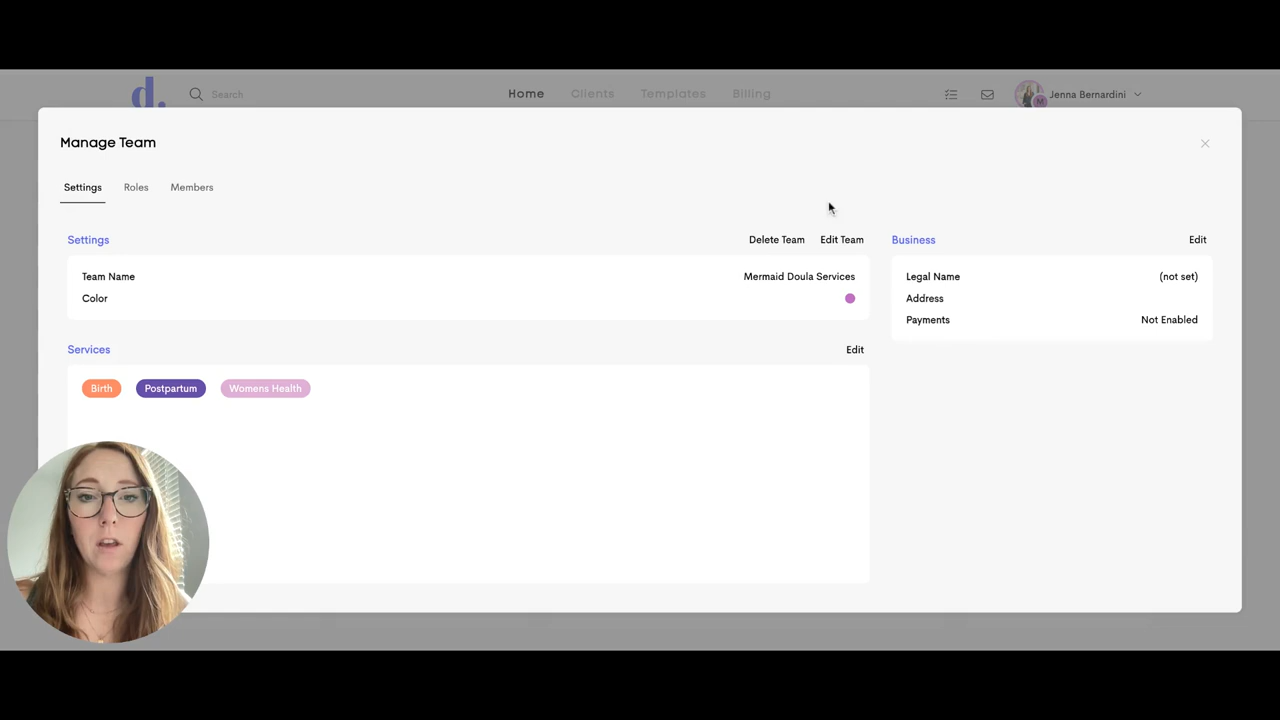 d. Search Home Clients Templates Billing M Jenna Bernardini
Manage Team
Settings Roles Members
Settings Delete Team Edit Team Business Edit
Team Name Mermaid Doula Services Legal Name (not set)
Color Address
Payments Not Enabled
Services Edit
Birth Postpartum Womens Health